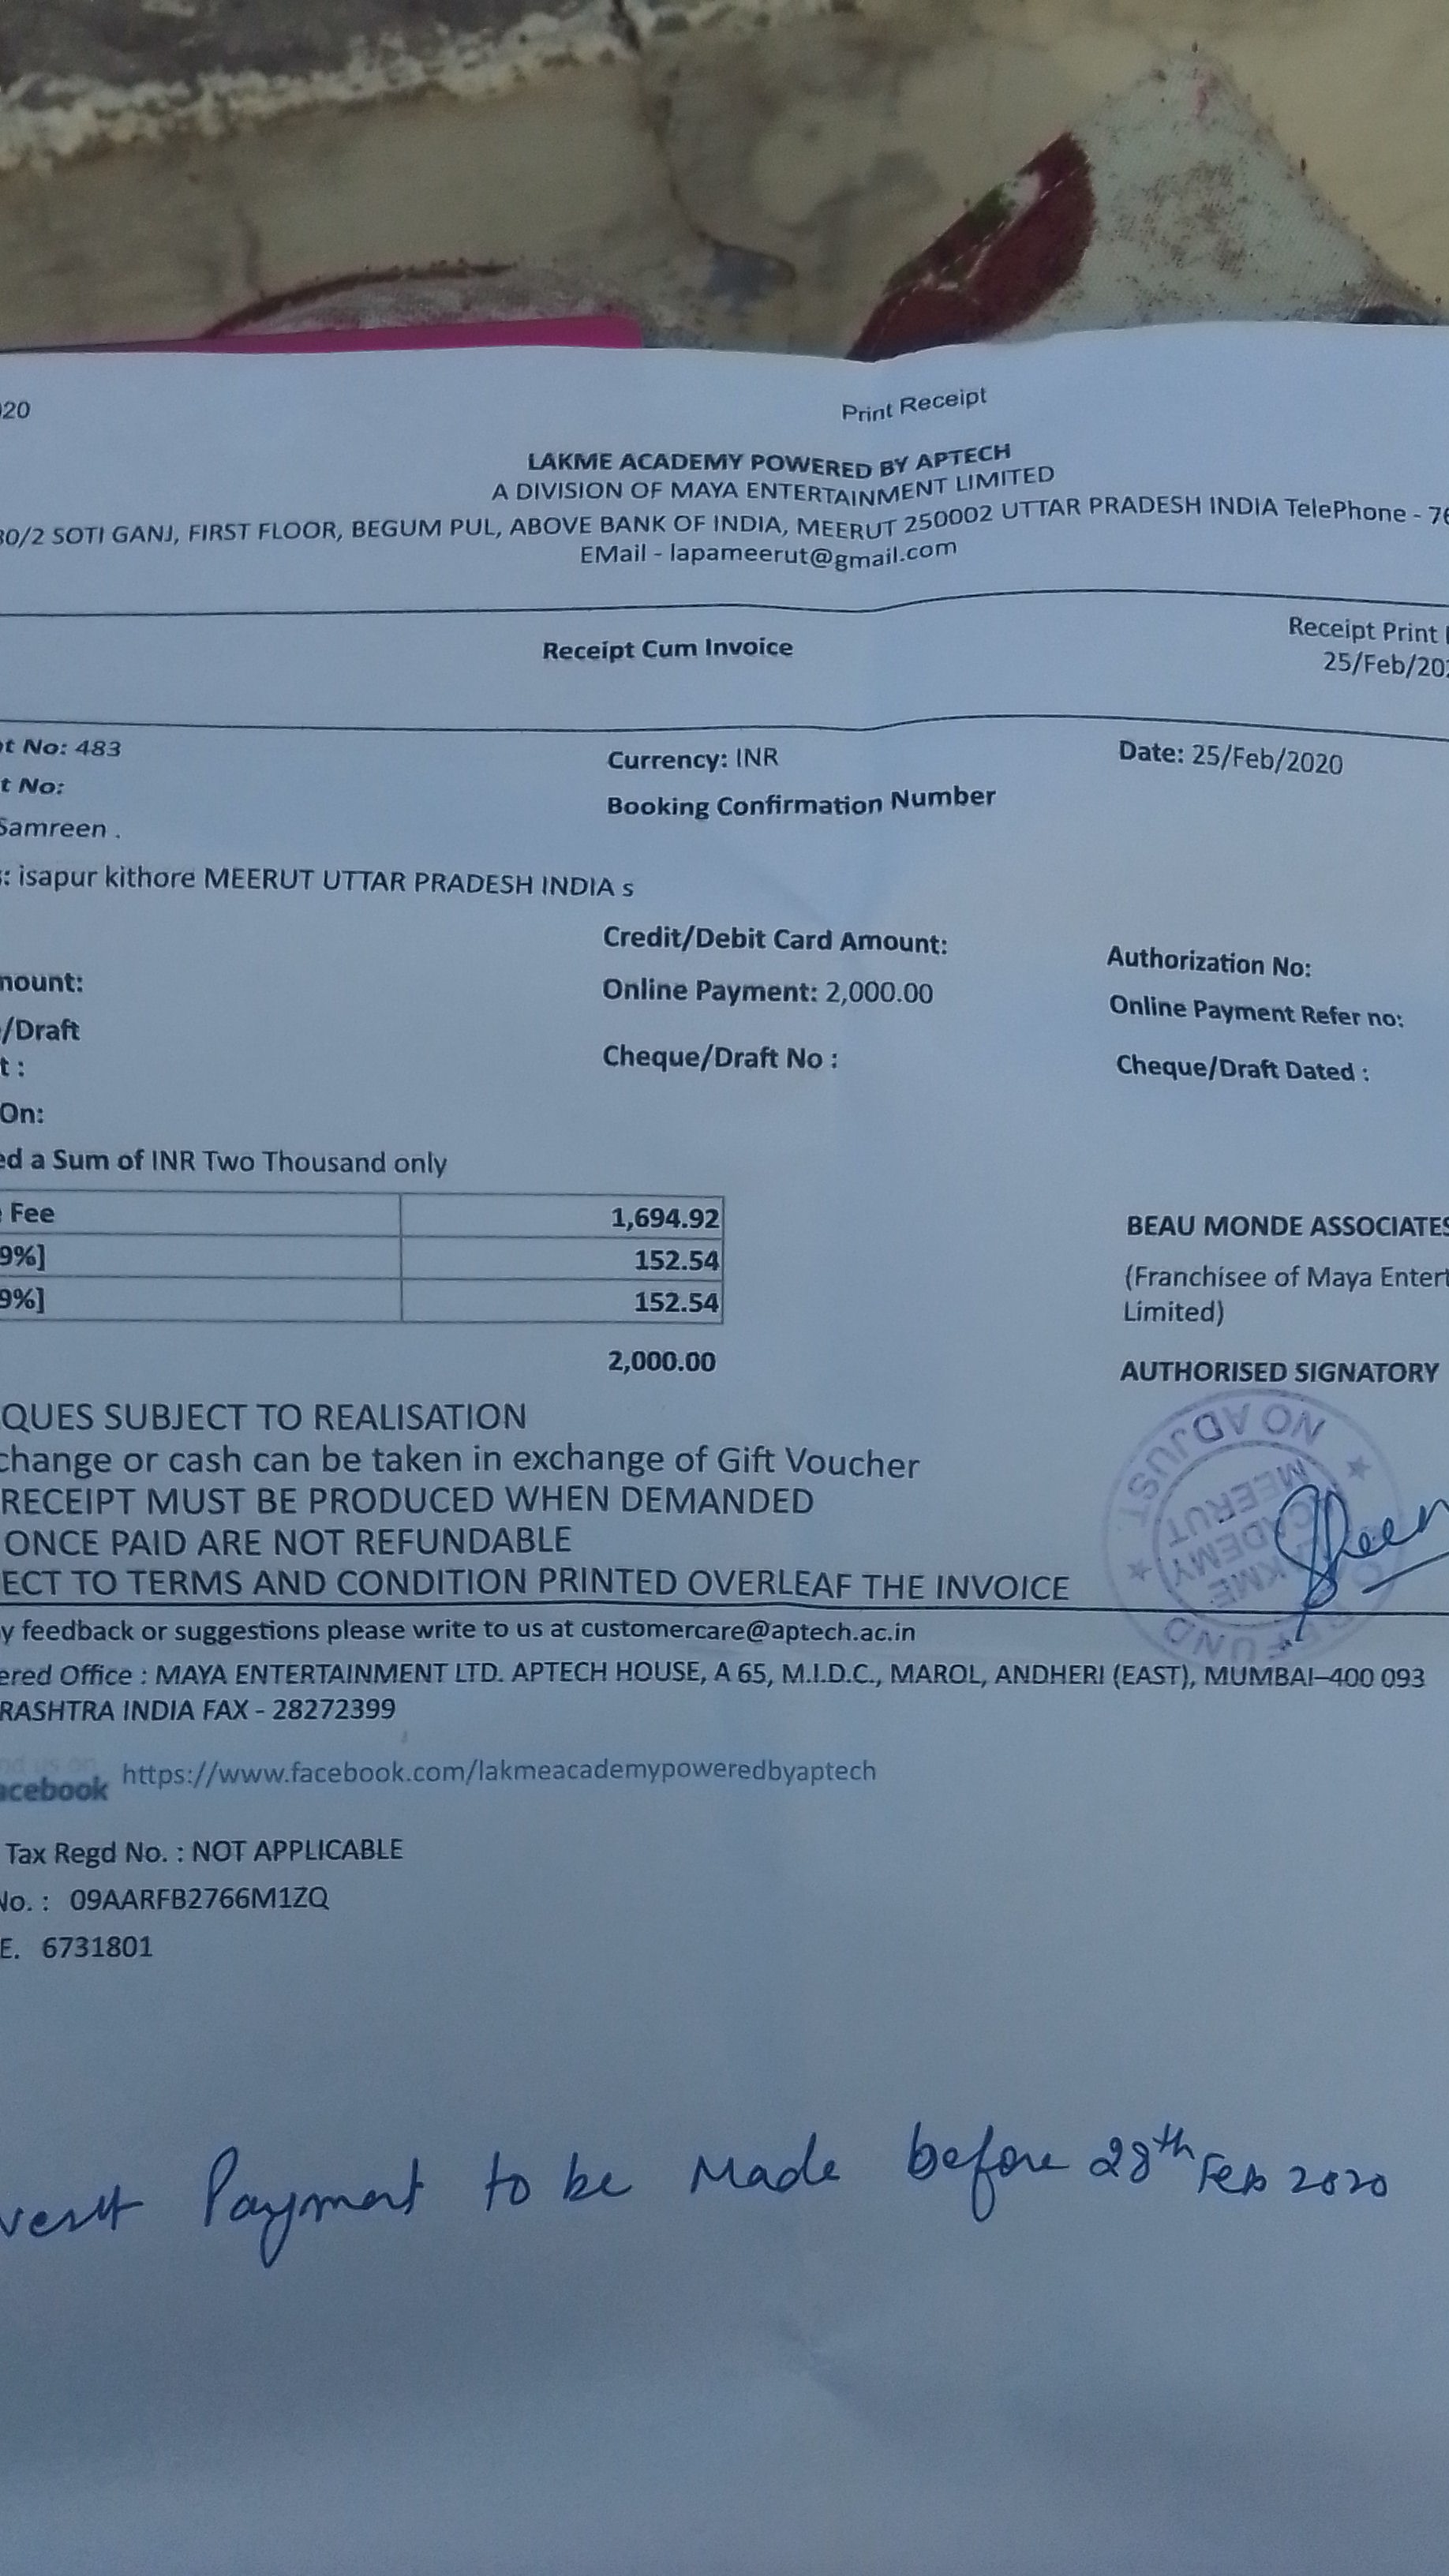 020
Print Receipt
LAKME ACADEMY POWERED BY APTECH
A DIVISION OF MAYA ENTERTAINMENT LIMITED
80/2 SOTI GANJ, FIRST FLOOR, BEGUM PUL, ABOVE BANK OF INDIA, MEERUT 250002 UTTAR PRADESH INDIA TelePhone - 76
EMail - lapameerut@gmail.com
Receipt Cum Invoice
Receipt Print
25/Feb/202
t No: 483
Currency: INR
Date: 25/Feb/2020
t No:
Booking Confirmation Number
Samreen .
: isapur kithore MEERUT UTTAR PRADESH INDIA s
Credit/Debit Card Amount:
Authorization No:
mount:
Online Payment: 2,000.00
Online Payment Refer no:
/Draft
t :
Cheque/Draft No :
Cheque/Draft Dated :
On:
ed a Sum of INR Two Thousand only
Fee 1,694.92
9%] 152.54
9%] 152.54
2,000.00
BEAU MONDE ASSOCIATES
(Franchisee of Maya Entert
Limited)
AUTHORISED SIGNATORY
NO ADJUST
REFUND
LAKME
ACADEMY
MEERUT
QUES SUBJECT TO REALISATION
change or cash can be taken in exchange of Gift Voucher
RECEIPT MUST BE PRODUCED WHEN DEMANDED
ONCE PAID ARE NOT REFUNDABLE
ECT TO TERMS AND CONDITION PRINTED OVERLEAF THE INVOICE
y feedback or suggestions please write to us at customercare@aptech.ac.in
ered Office : MAYA ENTERTAINMENT LTD. APTECH HOUSE, A 65, M.I.D.C., MAROL, ANDHERI (EAST), MUMBAI–400 093
RASHTRA INDIA FAX - 28272399
nd us on
acebook https://www.facebook.com/lakmeacademypoweredbyaptech
Tax Regd No. : NOT APPLICABLE
No. : 09AARFB2766M1ZQ
E. 6731801
Payment to be Made before 28th Feb 2020